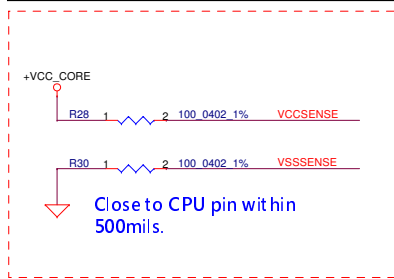 +VCC_CORE
R28 1 2 100_0402_1% VCCSENSE
R30 1 2 100_0402_1% VSSSENSE
Close to CPU pin within
500mils.